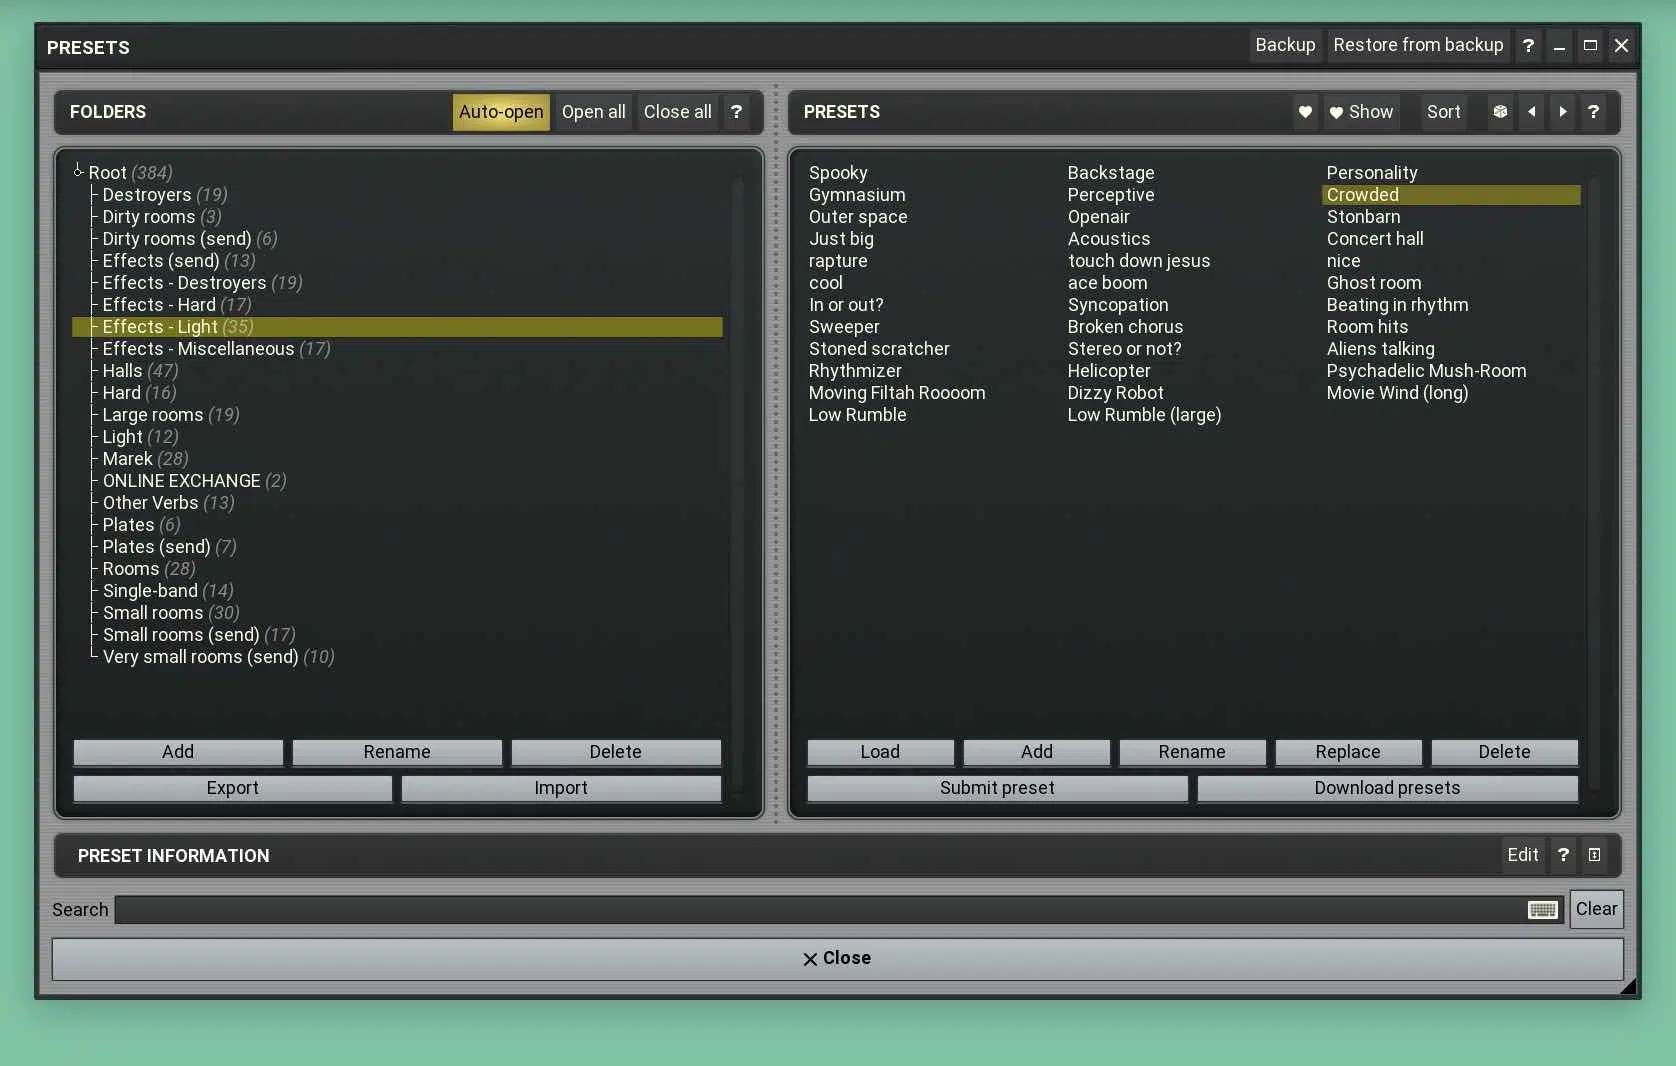 PRESETS
Backup Restore from backup ?
FOLDERS
Auto-open Open all Close all ?
Root (384)
Destroyers (19)
Dirty rooms (3)
Dirty rooms (send) (6)
Effects (send) (13)
Effects - Destroyers (19)
Effects - Hard (17)
Effects - Light (35)
Effects - Miscellaneous (17)
Halls (47)
Hard (16)
Large rooms (19)
Light (12)
Marek (28)
ONLINE EXCHANGE (2)
Other Verbs (13)
Plates (6)
Plates (send) (7)
Rooms (28)
Single-band (14)
Small rooms (30)
Small rooms (send) (17)
Very small rooms (send) (10)
Add Rename Delete
Export Import
PRESETS
Show Sort ?
Spooky Backstage Personality
Gymnasium Perceptive Crowded
Outer space Openair Stonbarn
Just big Acoustics Concert hall
rapture touch down jesus nice
cool ace boom Ghost room
In or out? Syncopation Beating in rhythm
Sweeper Broken chorus Room hits
Stoned scratcher Stereo or not? Aliens talking
Rhythmizer Helicopter Psychadelic Mush-Room
Moving Filtah Roooom Dizzy Robot Movie Wind (long)
Low Rumble Low Rumble (large)
Load Add Rename Replace Delete
Submit preset Download presets
PRESET INFORMATION
Edit ?
Search Clear
Close